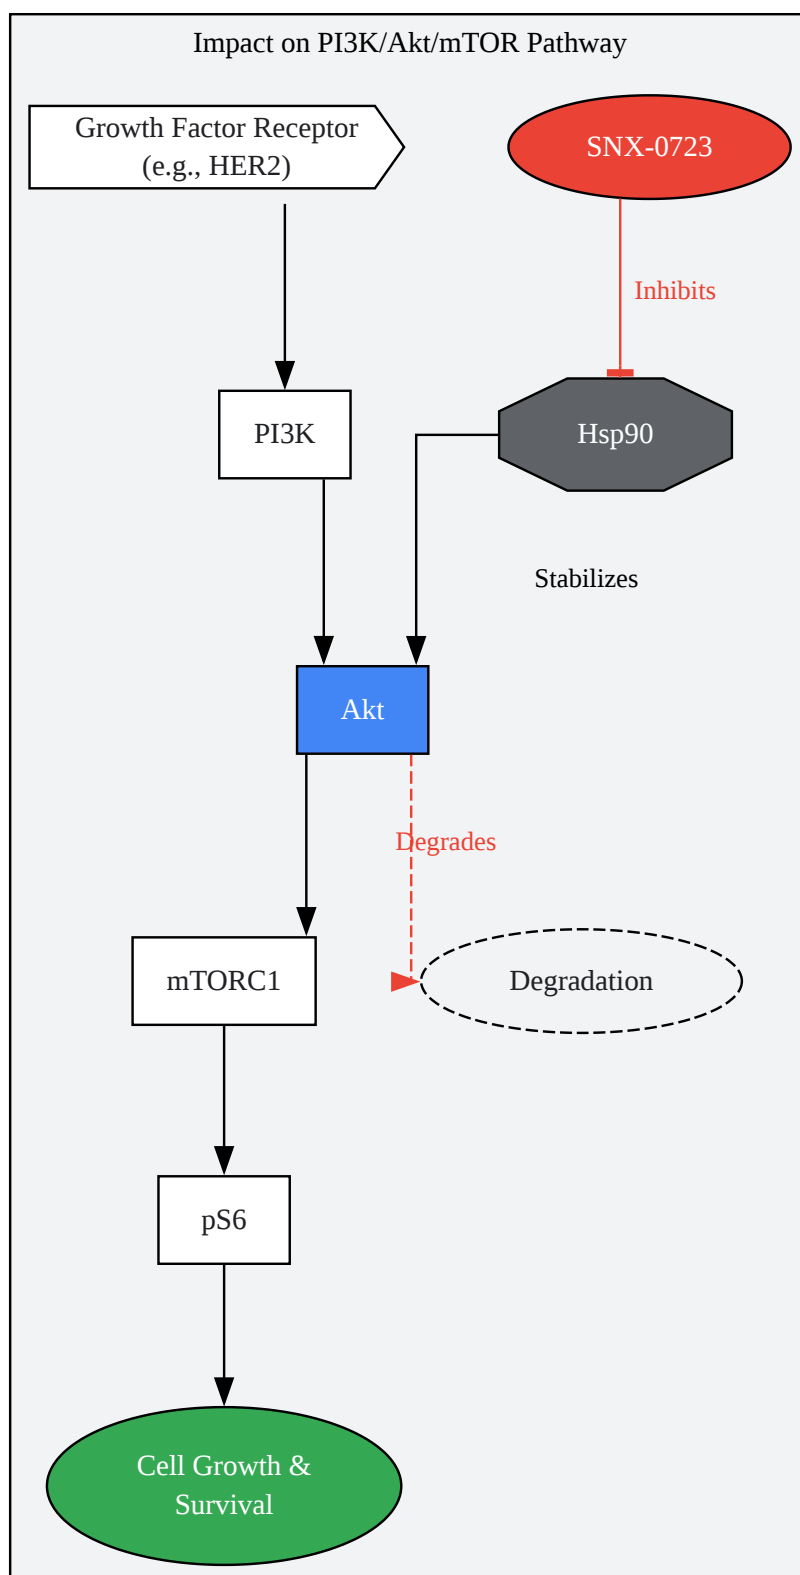 Impact on PI3K/Akt/mTOR Pathway
Growth Factor Receptor
(e.g., HER2)
SNX-0723
Inhibits
PI3K
Hsp90
Stabilizes
Akt
Degrades
mTORC1
Degradation
pS6
Cell Growth &
Survival